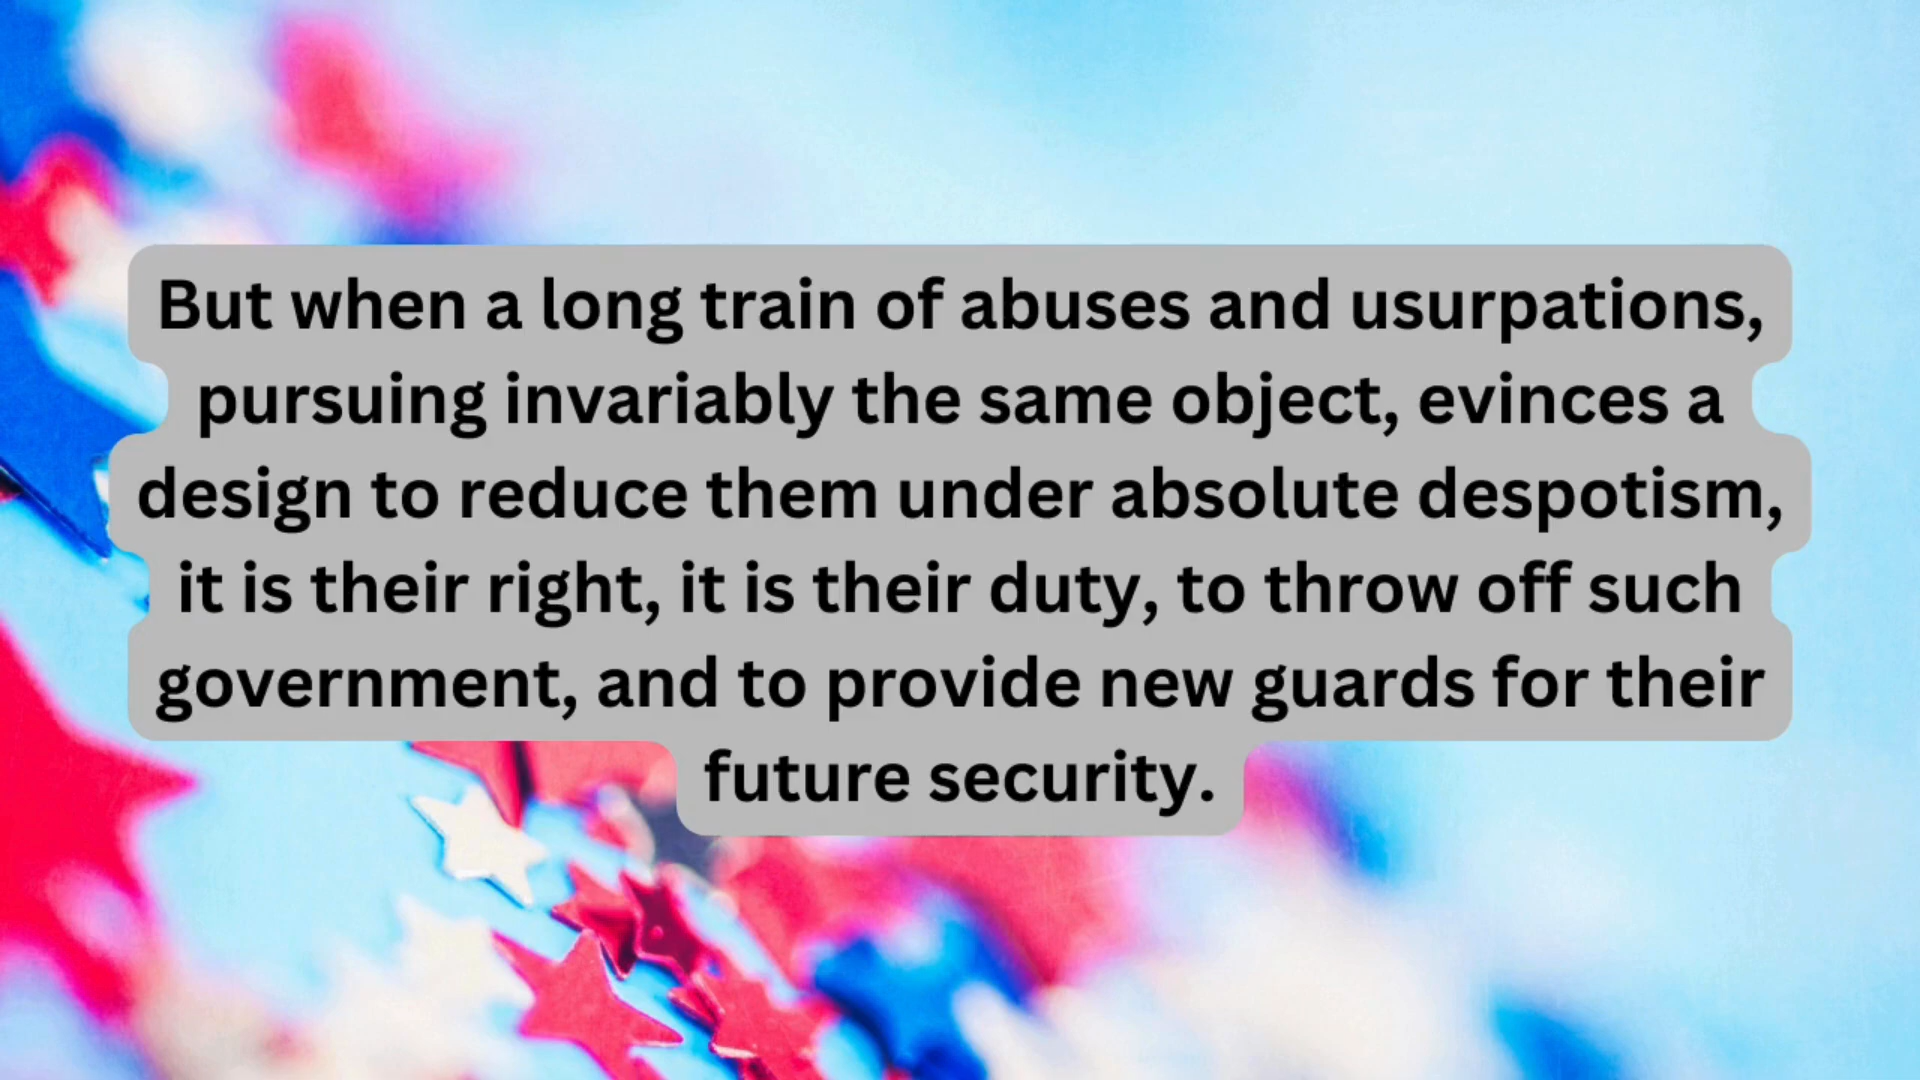 But when a long train of abuses and usurpations,
pursuing invariably the same object, evinces a
design to reduce them under absolute despotism,
it is their right, it is their duty, to throw off such
government, and to provide new guards for their
future security.